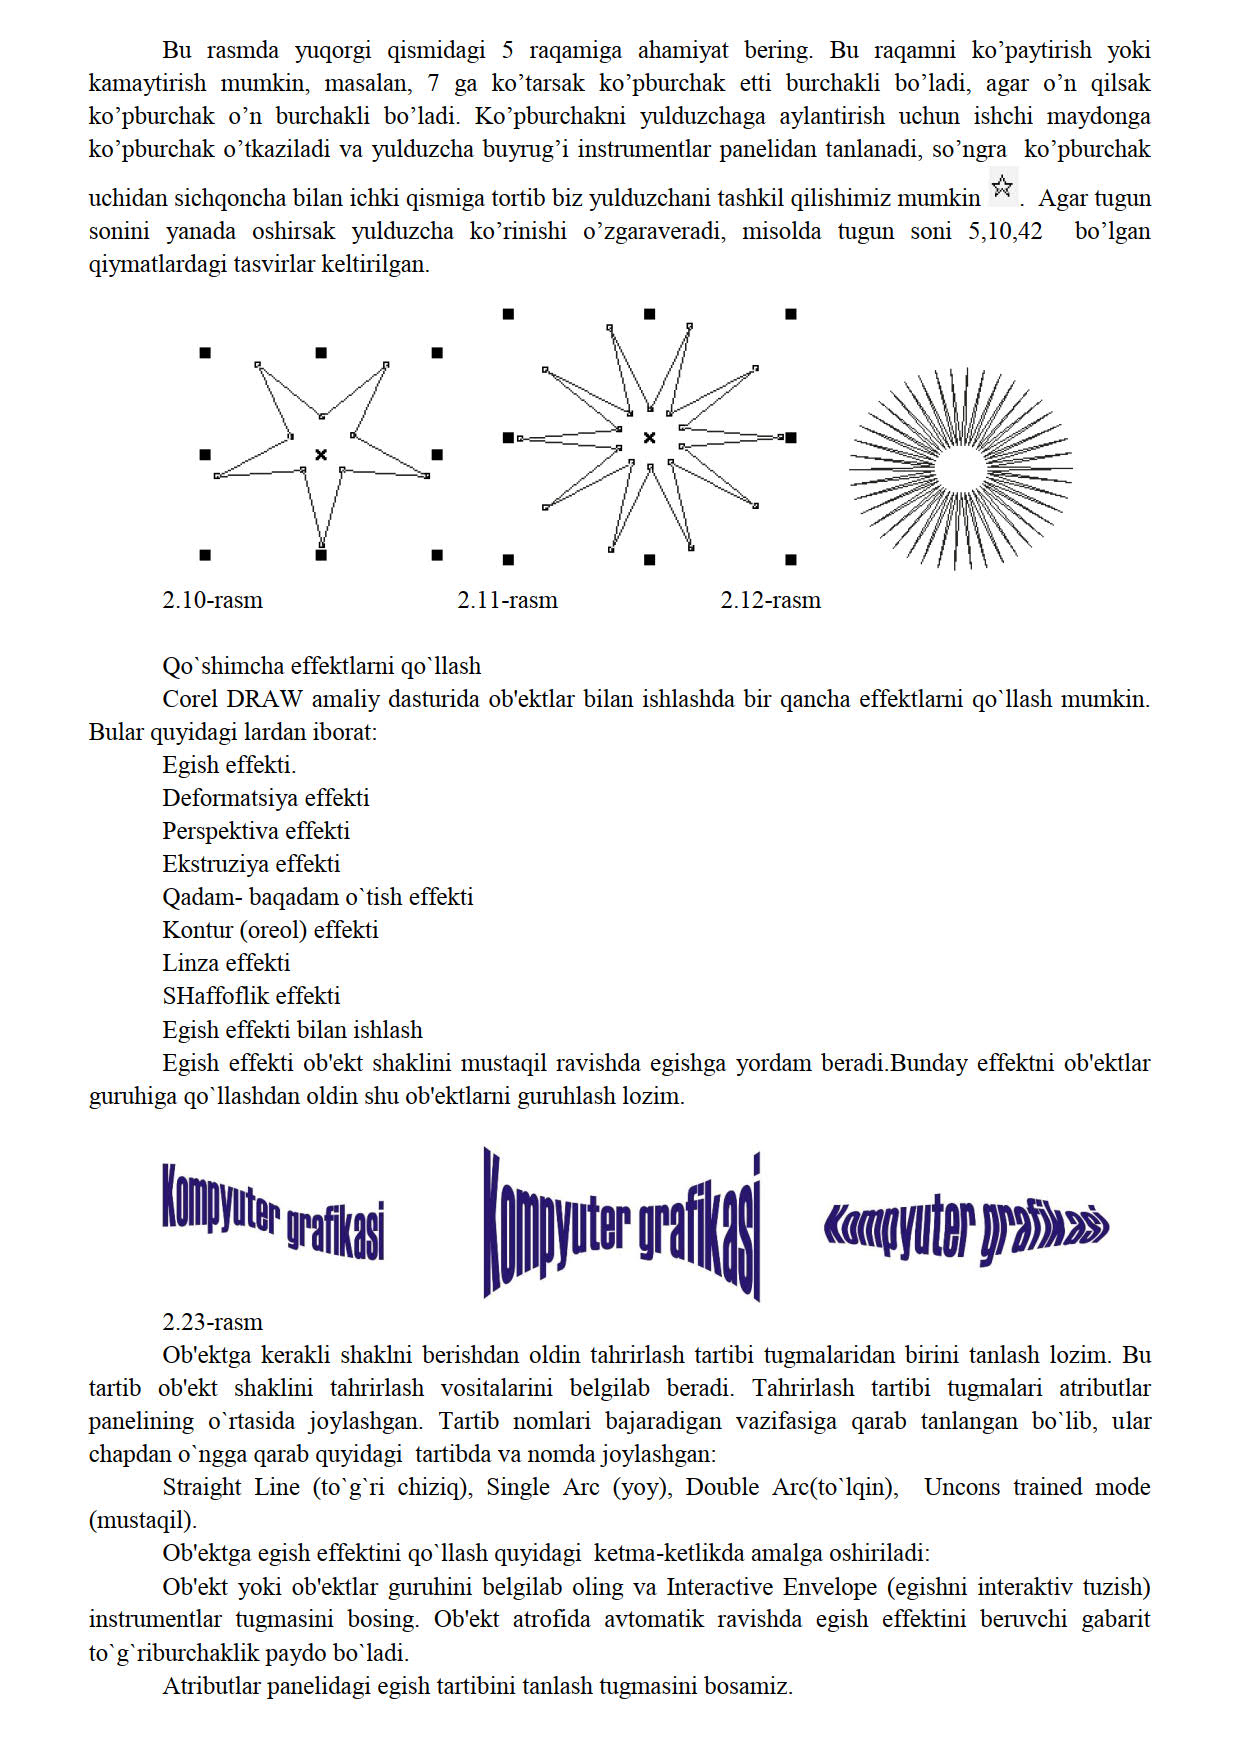 Bu rasmda yuqorgi qismidagi 5 raqamiga ahamiyat bering. Bu raqamni ko’paytirish yoki
kamaytirish mumkin, masalan, 7 ga ko’tarsak ko’pburchak etti burchakli bo’ladi, agar o’n qilsak
ko’pburchak o’n burchakli bo’ladi. Ko’pburchakni yulduzchaga aylantirish uchun ishchi maydonga
ko’pburchak o’tkaziladi va yulduzcha buyrug’i instrumentlar panelidan tanlanadi, so’ngra ko’pburchak
uchidan sichqoncha bilan ichki qismiga tortib biz yulduzchani tashkil qilishimiz mumkin . Agar tugun
sonini yanada oshirsak yulduzcha ko’rinishi o’zgaraveradi, misolda tugun soni 5,10,42 bo’lgan
qiymatlardagi tasvirlar keltirilgan.
2.10-rasm 2.11-rasm 2.12-rasm
Qo`shimcha effektlarni qo`llash
Corel DRAW amaliy dasturida ob'ektlar bilan ishlashda bir qancha effektlarni qo`llash mumkin.
Bular quyidagi lardan iborat:
Egish effekti.
Deformatsiya effekti
Perspektiva effekti
Ekstruziya effekti
Qadam- baqadam o`tish effekti
Kontur (oreol) effekti
Linza effekti
SHaffoflik effekti
Egish effekti bilan ishlash
Egish effekti ob'ekt shaklini mustaqil ravishda egishga yordam beradi.Bunday effektni ob'ektlar
guruhiga qo`llashdan oldin shu ob'ektlarni guruhlash lozim.
Kompyuter grafikasi Kompyuter grafikasi Kompyuter grafikasi
2.23-rasm
Ob'ektga kerakli shaklni berishdan oldin tahrirlash tartibi tugmalaridan birini tanlash lozim. Bu
tartib ob'ekt shaklini tahrirlash vositalarini belgilab beradi. Tahrirlash tartibi tugmalari atributlar
panelining o`rtasida joylashgan. Tartib nomlari bajaradigan vazifasiga qarab tanlangan bo`lib, ular
chapdan o`ngga qarab quyidagi tartibda va nomda joylashgan:
Straight Line (to`g`ri chiziq), Single Arc (yoy), Double Arc(to`lqin), Uncons trained mode
(mustaqil).
Ob'ektga egish effektini qo`llash quyidagi ketma-ketlikda amalga oshiriladi:
Ob'ekt yoki ob'ektlar guruhini belgilab oling va Interactive Envelope (egishni interaktiv tuzish)
instrumentlar tugmasini bosing. Ob'ekt atrofida avtomatik ravishda egish effektini beruvchi gabarit
to`g`riburchaklik paydo bo`ladi.
Atributlar panelidagi egish tartibini tanlash tugmasini bosamiz.